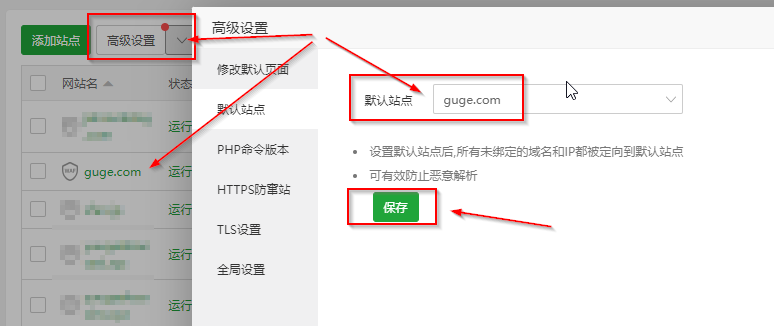 添加站点
高级设置
网站名
状态
运行
WAF
guge.com
运行
运行
运行
运行
高级设置
修改默认页面
默认站点
PHP命令版本
HTTPS防窜站
TLS设置
全局设置
默认站点
guge.com
设置默认站点后,所有未绑定的域名和IP都被定向到默认站点
可有效防止恶意解析
保存